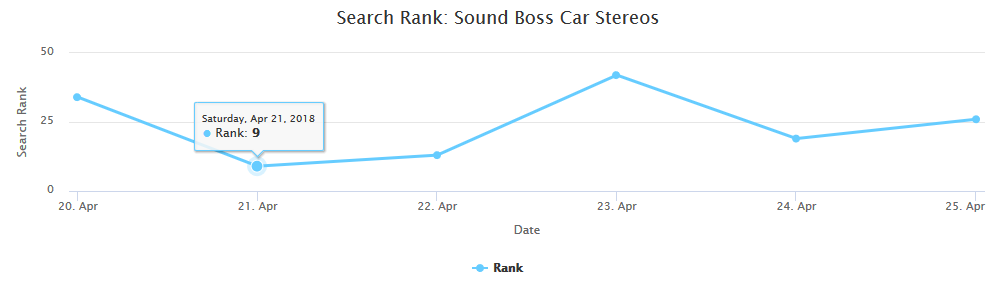 Search Rank: Sound Boss Car Stereos
50
25
0
Search Rank
Saturday, Apr 21, 2018
Rank: 9
20. Apr
21. Apr
22. Apr
23. Apr
24. Apr
25. Apr
Date
Rank